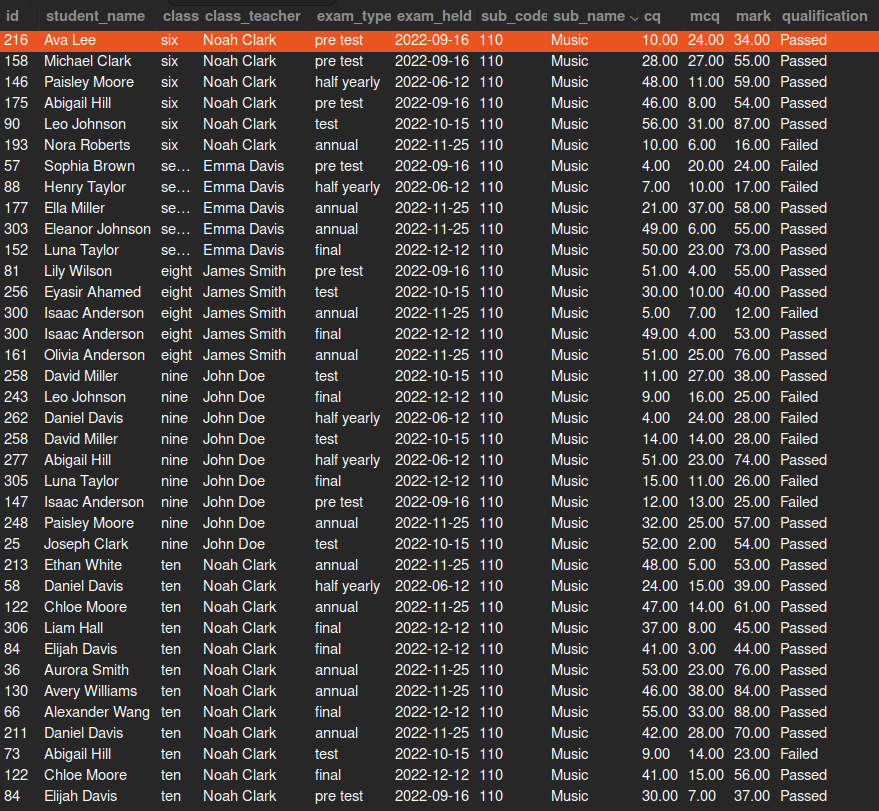 id student_name class class_teacher exam_type exam_held sub_code sub_name cq mcq mark qualification
216 Ava Lee six Noah Clark pre test 2022-09-16 110 Music 10.00 24.00 34.00 Passed
158 Michael Clark six Noah Clark pre test 2022-09-16 110 Music 28.00 27.00 55.00 Passed
146 Paisley Moore six Noah Clark half yearly 2022-06-12 110 Music 48.00 11.00 59.00 Passed
175 Abigail Hill six Noah Clark pre test 2022-09-16 110 Music 46.00 8.00 54.00 Passed
90 Leo Johnson six Noah Clark test 2022-10-15 110 Music 56.00 31.00 87.00 Passed
193 Nora Roberts six Noah Clark annual 2022-11-25 110 Music 10.00 6.00 16.00 Failed
57 Sophia Brown se... Emma Davis pre test 2022-09-16 110 Music 4.00 20.00 24.00 Failed
88 Henry Taylor se... Emma Davis half yearly 2022-06-12 110 Music 7.00 10.00 17.00 Failed
177 Ella Miller se... Emma Davis annual 2022-11-25 110 Music 21.00 37.00 58.00 Passed
303 Eleanor Johnson se... Emma Davis annual 2022-11-25 110 Music 49.00 6.00 55.00 Passed
152 Luna Taylor se... Emma Davis final 2022-12-12 110 Music 50.00 23.00 73.00 Passed
81 Lily Wilson eight James Smith pre test 2022-09-16 110 Music 51.00 4.00 55.00 Passed
256 Eyasir Ahamed eight James Smith test 2022-10-15 110 Music 30.00 10.00 40.00 Passed
300 Isaac Anderson eight James Smith annual 2022-11-25 110 Music 5.00 7.00 12.00 Failed
300 Isaac Anderson eight James Smith final 2022-12-12 110 Music 49.00 4.00 53.00 Passed
161 Olivia Anderson eight James Smith annual 2022-11-25 110 Music 51.00 25.00 76.00 Passed
258 David Miller nine John Doe test 2022-10-15 110 Music 11.00 27.00 38.00 Passed
243 Leo Johnson nine John Doe final 2022-12-12 110 Music 9.00 16.00 25.00 Failed
262 Daniel Davis nine John Doe half yearly 2022-06-12 110 Music 4.00 24.00 28.00 Failed
258 David Miller nine John Doe test 2022-10-15 110 Music 14.00 14.00 28.00 Failed
277 Abigail Hill nine John Doe half yearly 2022-06-12 110 Music 51.00 23.00 74.00 Passed
305 Luna Taylor nine John Doe final 2022-12-12 110 Music 15.00 11.00 26.00 Failed
147 Isaac Anderson nine John Doe pre test 2022-09-16 110 Music 12.00 13.00 25.00 Failed
248 Paisley Moore nine John Doe annual 2022-11-25 110 Music 32.00 25.00 57.00 Passed
25 Joseph Clark nine John Doe test 2022-10-15 110 Music 52.00 2.00 54.00 Passed
213 Ethan White ten Noah Clark annual 2022-11-25 110 Music 48.00 5.00 53.00 Passed
58 Daniel Davis ten Noah Clark half yearly 2022-06-12 110 Music 24.00 15.00 39.00 Passed
122 Chloe Moore ten Noah Clark annual 2022-11-25 110 Music 47.00 14.00 61.00 Passed
306 Liam Hall ten Noah Clark final 2022-12-12 110 Music 37.00 8.00 45.00 Passed
84 Elijah Davis ten Noah Clark final 2022-12-12 110 Music 41.00 3.00 44.00 Passed
36 Aurora Smith ten Noah Clark annual 2022-11-25 110 Music 53.00 23.00 76.00 Passed
130 Avery Williams ten Noah Clark annual 2022-11-25 110 Music 46.00 38.00 84.00 Passed
66 Alexander Wang ten Noah Clark final 2022-12-12 110 Music 55.00 33.00 88.00 Passed
211 Daniel Davis ten Noah Clark annual 2022-11-25 110 Music 42.00 28.00 70.00 Passed
73 Abigail Hill ten Noah Clark test 2022-10-15 110 Music 9.00 14.00 23.00 Failed
122 Chloe Moore ten Noah Clark final 2022-12-12 110 Music 41.00 15.00 56.00 Passed
84 Elijah Davis ten Noah Clark pre test 2022-09-16 110 Music 30.00 7.00 37.00 Passed